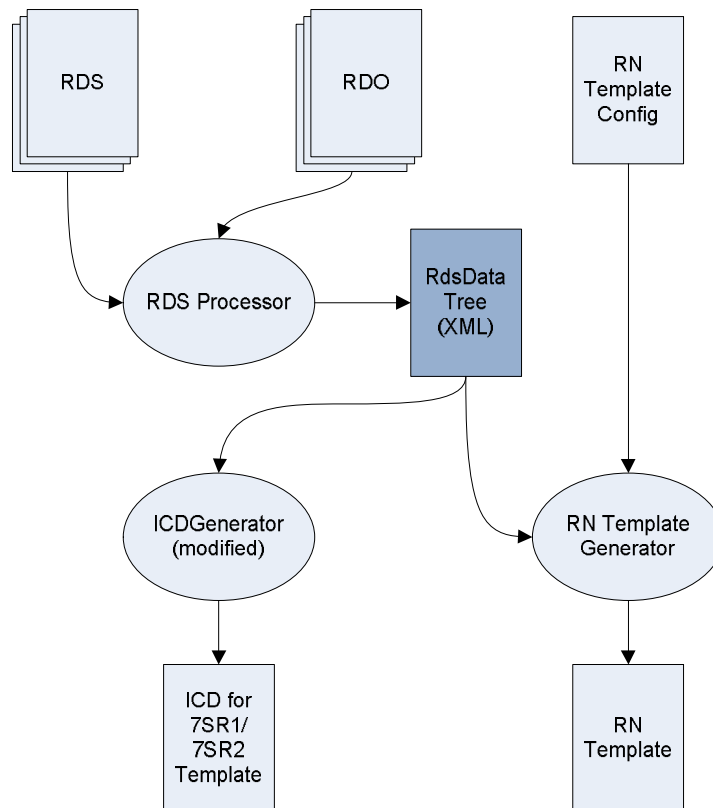 RDS
RDO
RN
Template
Config
RDS Processor
RdsData
Tree
(XML)
ICDGenerator
(modified)
RN Template
Generator
ICD for
7SR1/
7SR2
Template
RN
Template